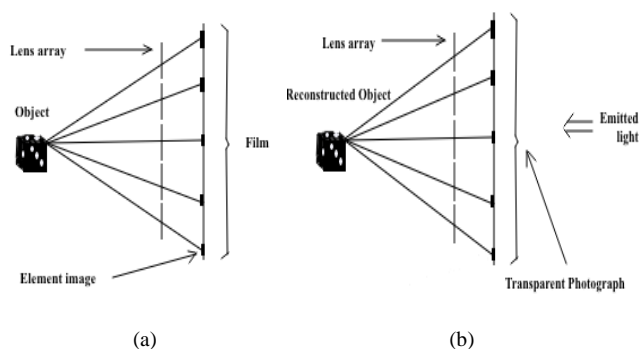 Lens array
Object
Film
Element image
(a)
Lens array
Reconstructed Object
Emitted
light
Transparent Photograph
(b)